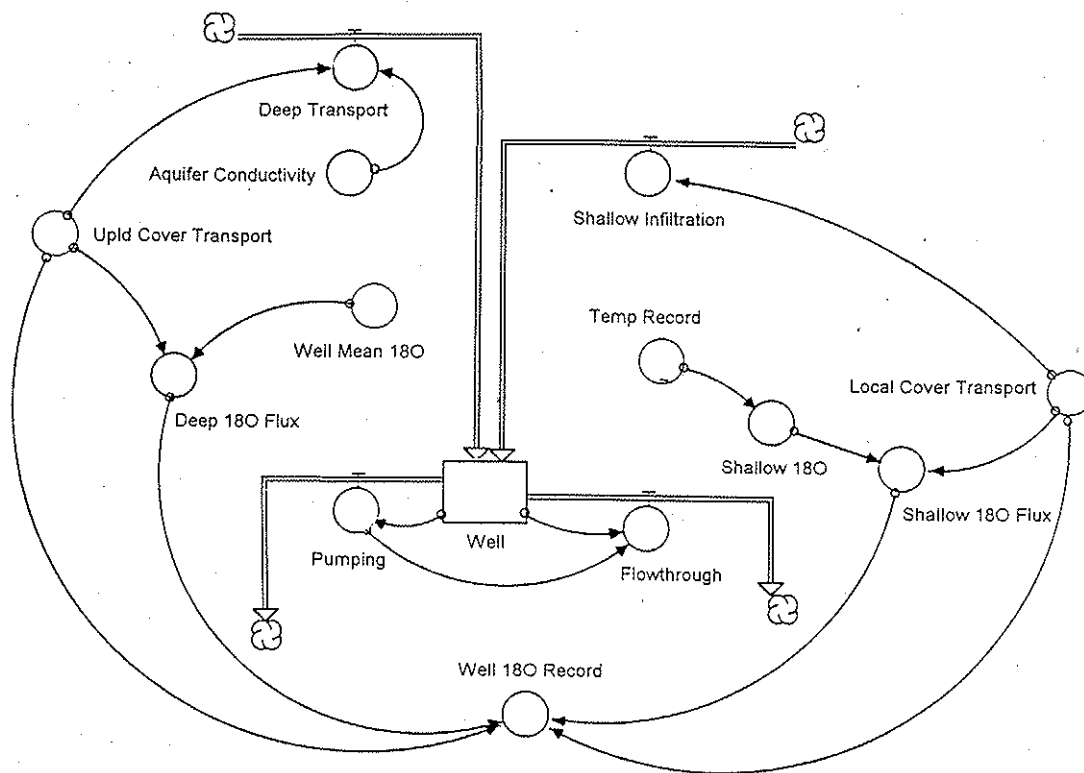 Deep Transport
Aquifer Conductivity
Shallow Infiltration
Upld Cover Transport
Temp Record
Well Mean 18O
Local Cover Transport
Deep 18O Flux
Shallow 18O
Shallow 18O Flux
Well
Pumping
Flowthrough
Well 18O Record